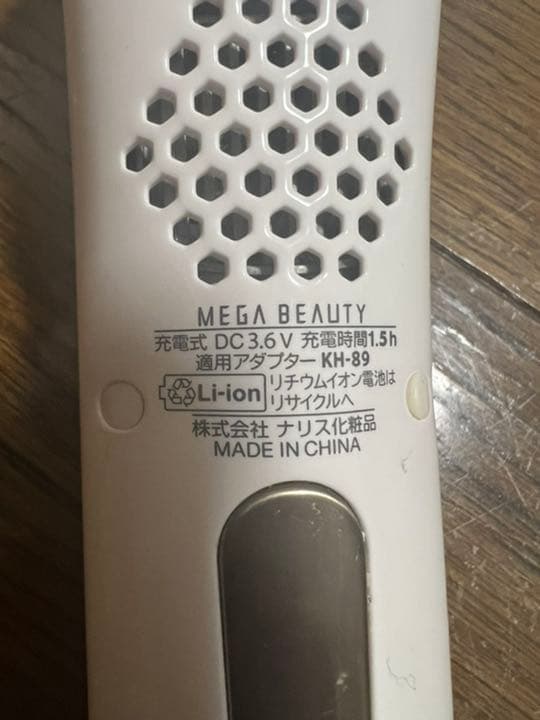 MEGA BEAUTY
充電式 DC 3.6V 充電時間1.5h
適用アダプター KH-89
Li-ion リチウムイオン電池は
リサイクルへ
株式会社 ナリス化粧品
MADE IN CHINA